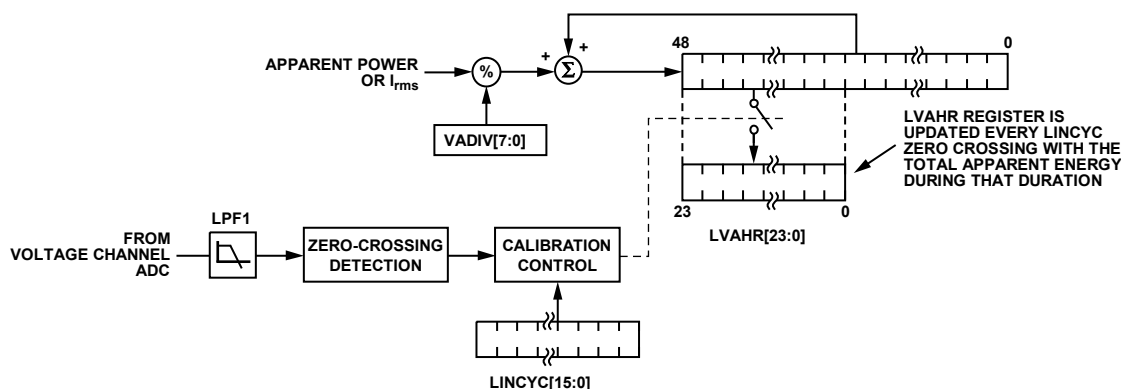 48
0
+
+
APPARENT POWER
OR Irms
%
Σ
VADIV[7:0]
LVAHR REGISTER IS
UPDATED EVERY LINCYC
ZERO CROSSING WITH THE
TOTAL APPARENT ENERGY
DURING THAT DURATION
23
0
LVAHR[23:0]
LPF1
FROM
VOLTAGE CHANNEL
ADC
ZERO-CROSSING
DETECTION
CALIBRATION
CONTROL
LINCYC[15:0]